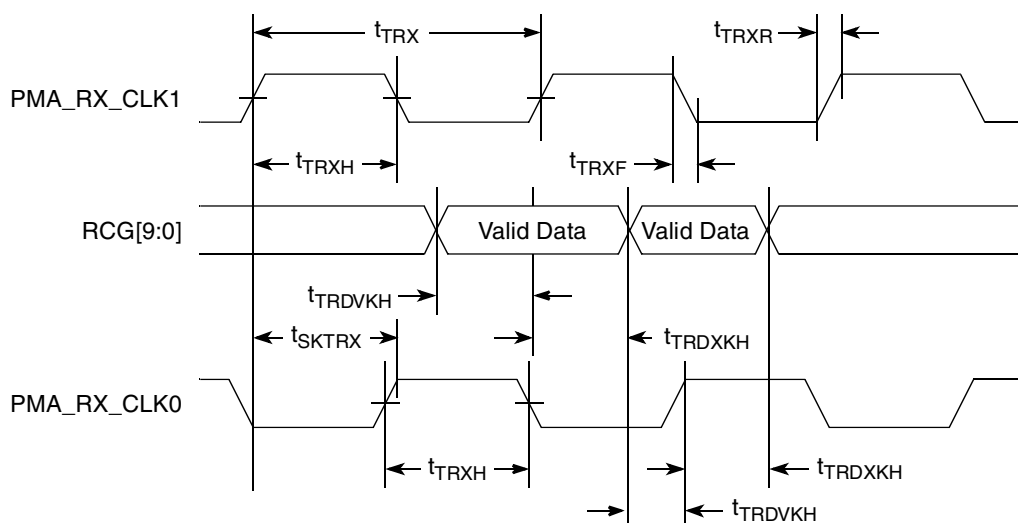 tTRX
tTRXR
PMA_RX_CLK1
tTRXH
tTRXF
RCG[9:0]
Valid Data
Valid Data
tTRDVKH
tSKTRX
tTRDXKH
PMA_RX_CLK0
tTRXH
tTRDXKH
tTRDVKH